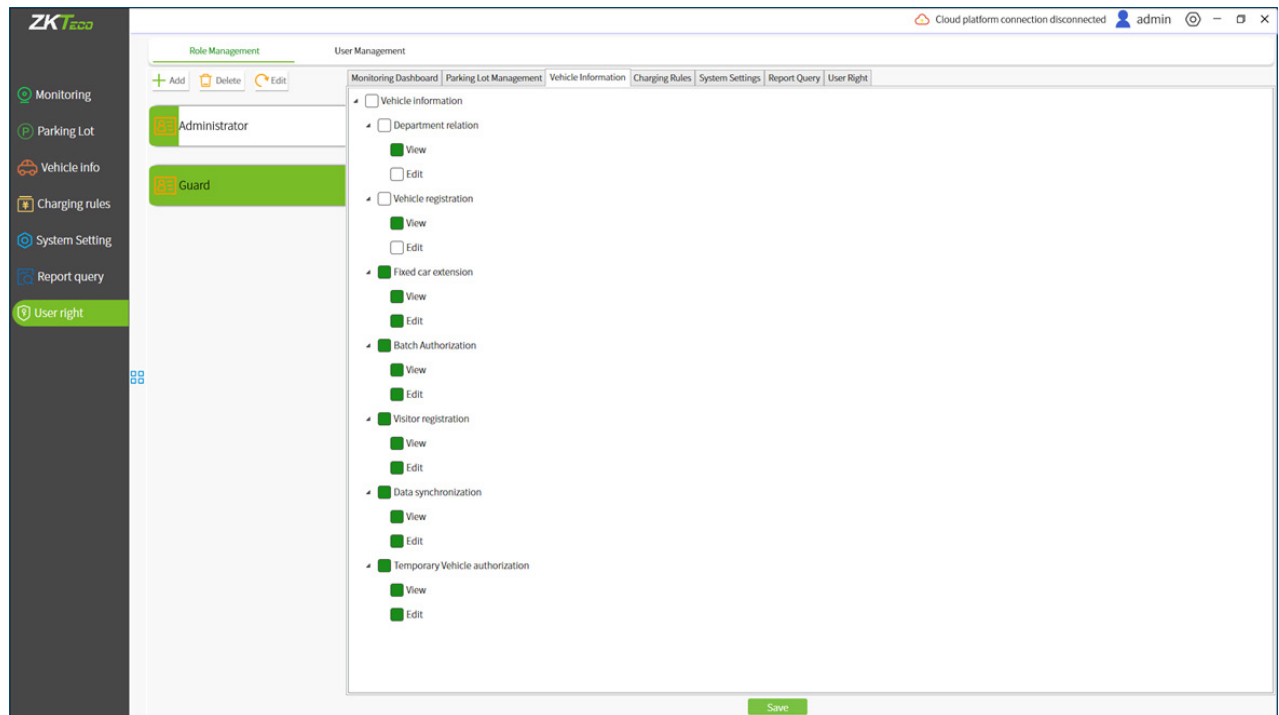 ZKTeco
Cloud platform connection disconnected admin
Role Management User Management
Add Delete Edit
Monitoring Dashboard Parking Lot Management Vehicle Information Charging Rules System Settings Report Query User Right
Monitoring
Parking Lot
Vehicle info
Charging rules
System Setting
Report query
User right
Administrator
Guard
Vehicle information
Department relation
View
Edit
Vehicle registration
View
Edit
Fixed car extension
View
Edit
Batch Authorization
View
Edit
Visitor registration
View
Edit
Data synchronization
View
Edit
Temporary Vehicle authorization
View
Edit
Save